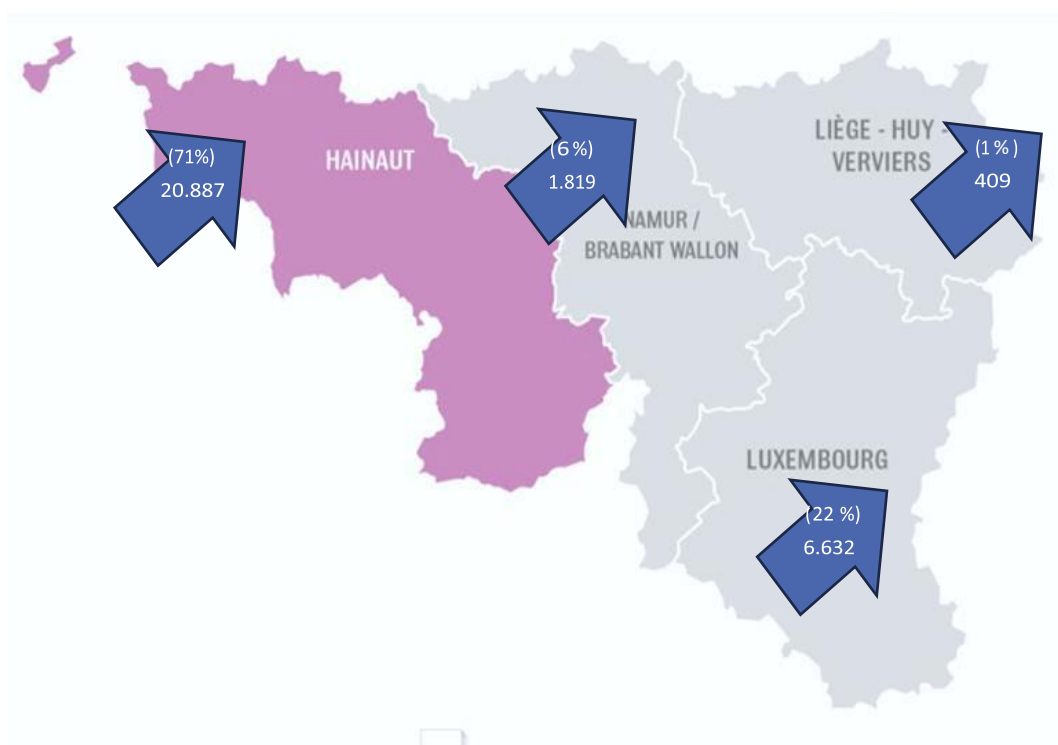 (71%)
20.887
HAINAUT
(6 %)
1.819
NAMUR /
BRABANT WALLON
LIÈGE - HUY -
VERVIERS
(1 %)
409
LUXEMBOURG
(22 %)
6.632